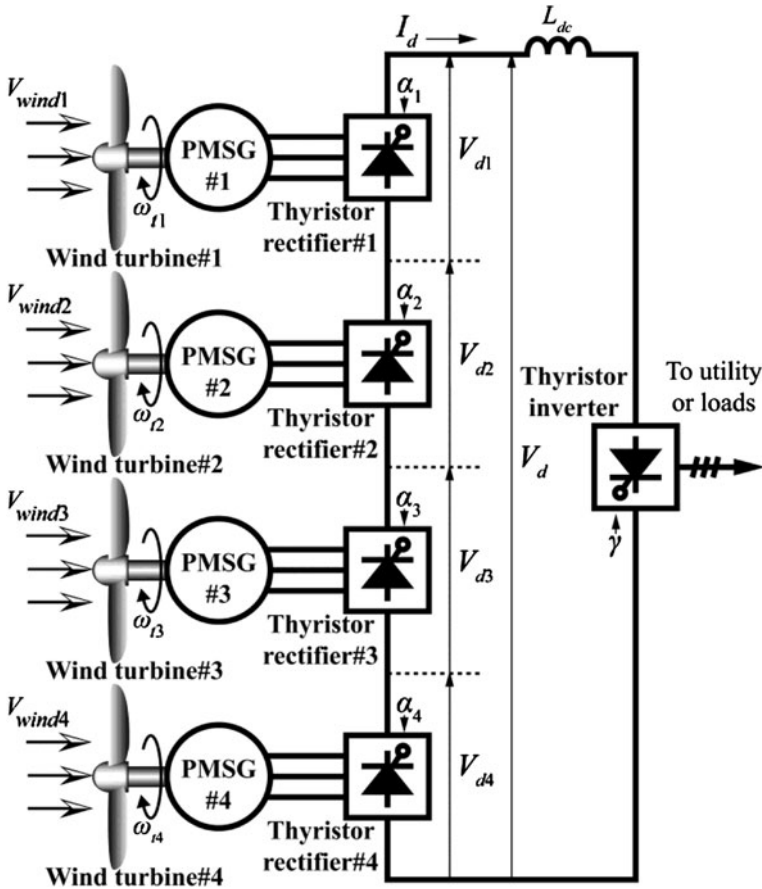 I_d
L_dc
V_wind1
α_1
PMSG
#1
V_d1
ω_t1
Thyristor
rectifier#1
Wind turbine#1
V_wind2
α_2
PMSG
#2
V_d2
ω_t2
Thyristor
rectifier#2
Wind turbine#2
Thyristor
inverter
To utility
or loads
V_d
γ
V_wind3
α_3
PMSG
#3
V_d3
ω_t3
Thyristor
rectifier#3
Wind turbine#3
V_wind4
α_4
PMSG
#4
V_d4
ω_t4
Thyristor
rectifier#4
Wind turbine#4